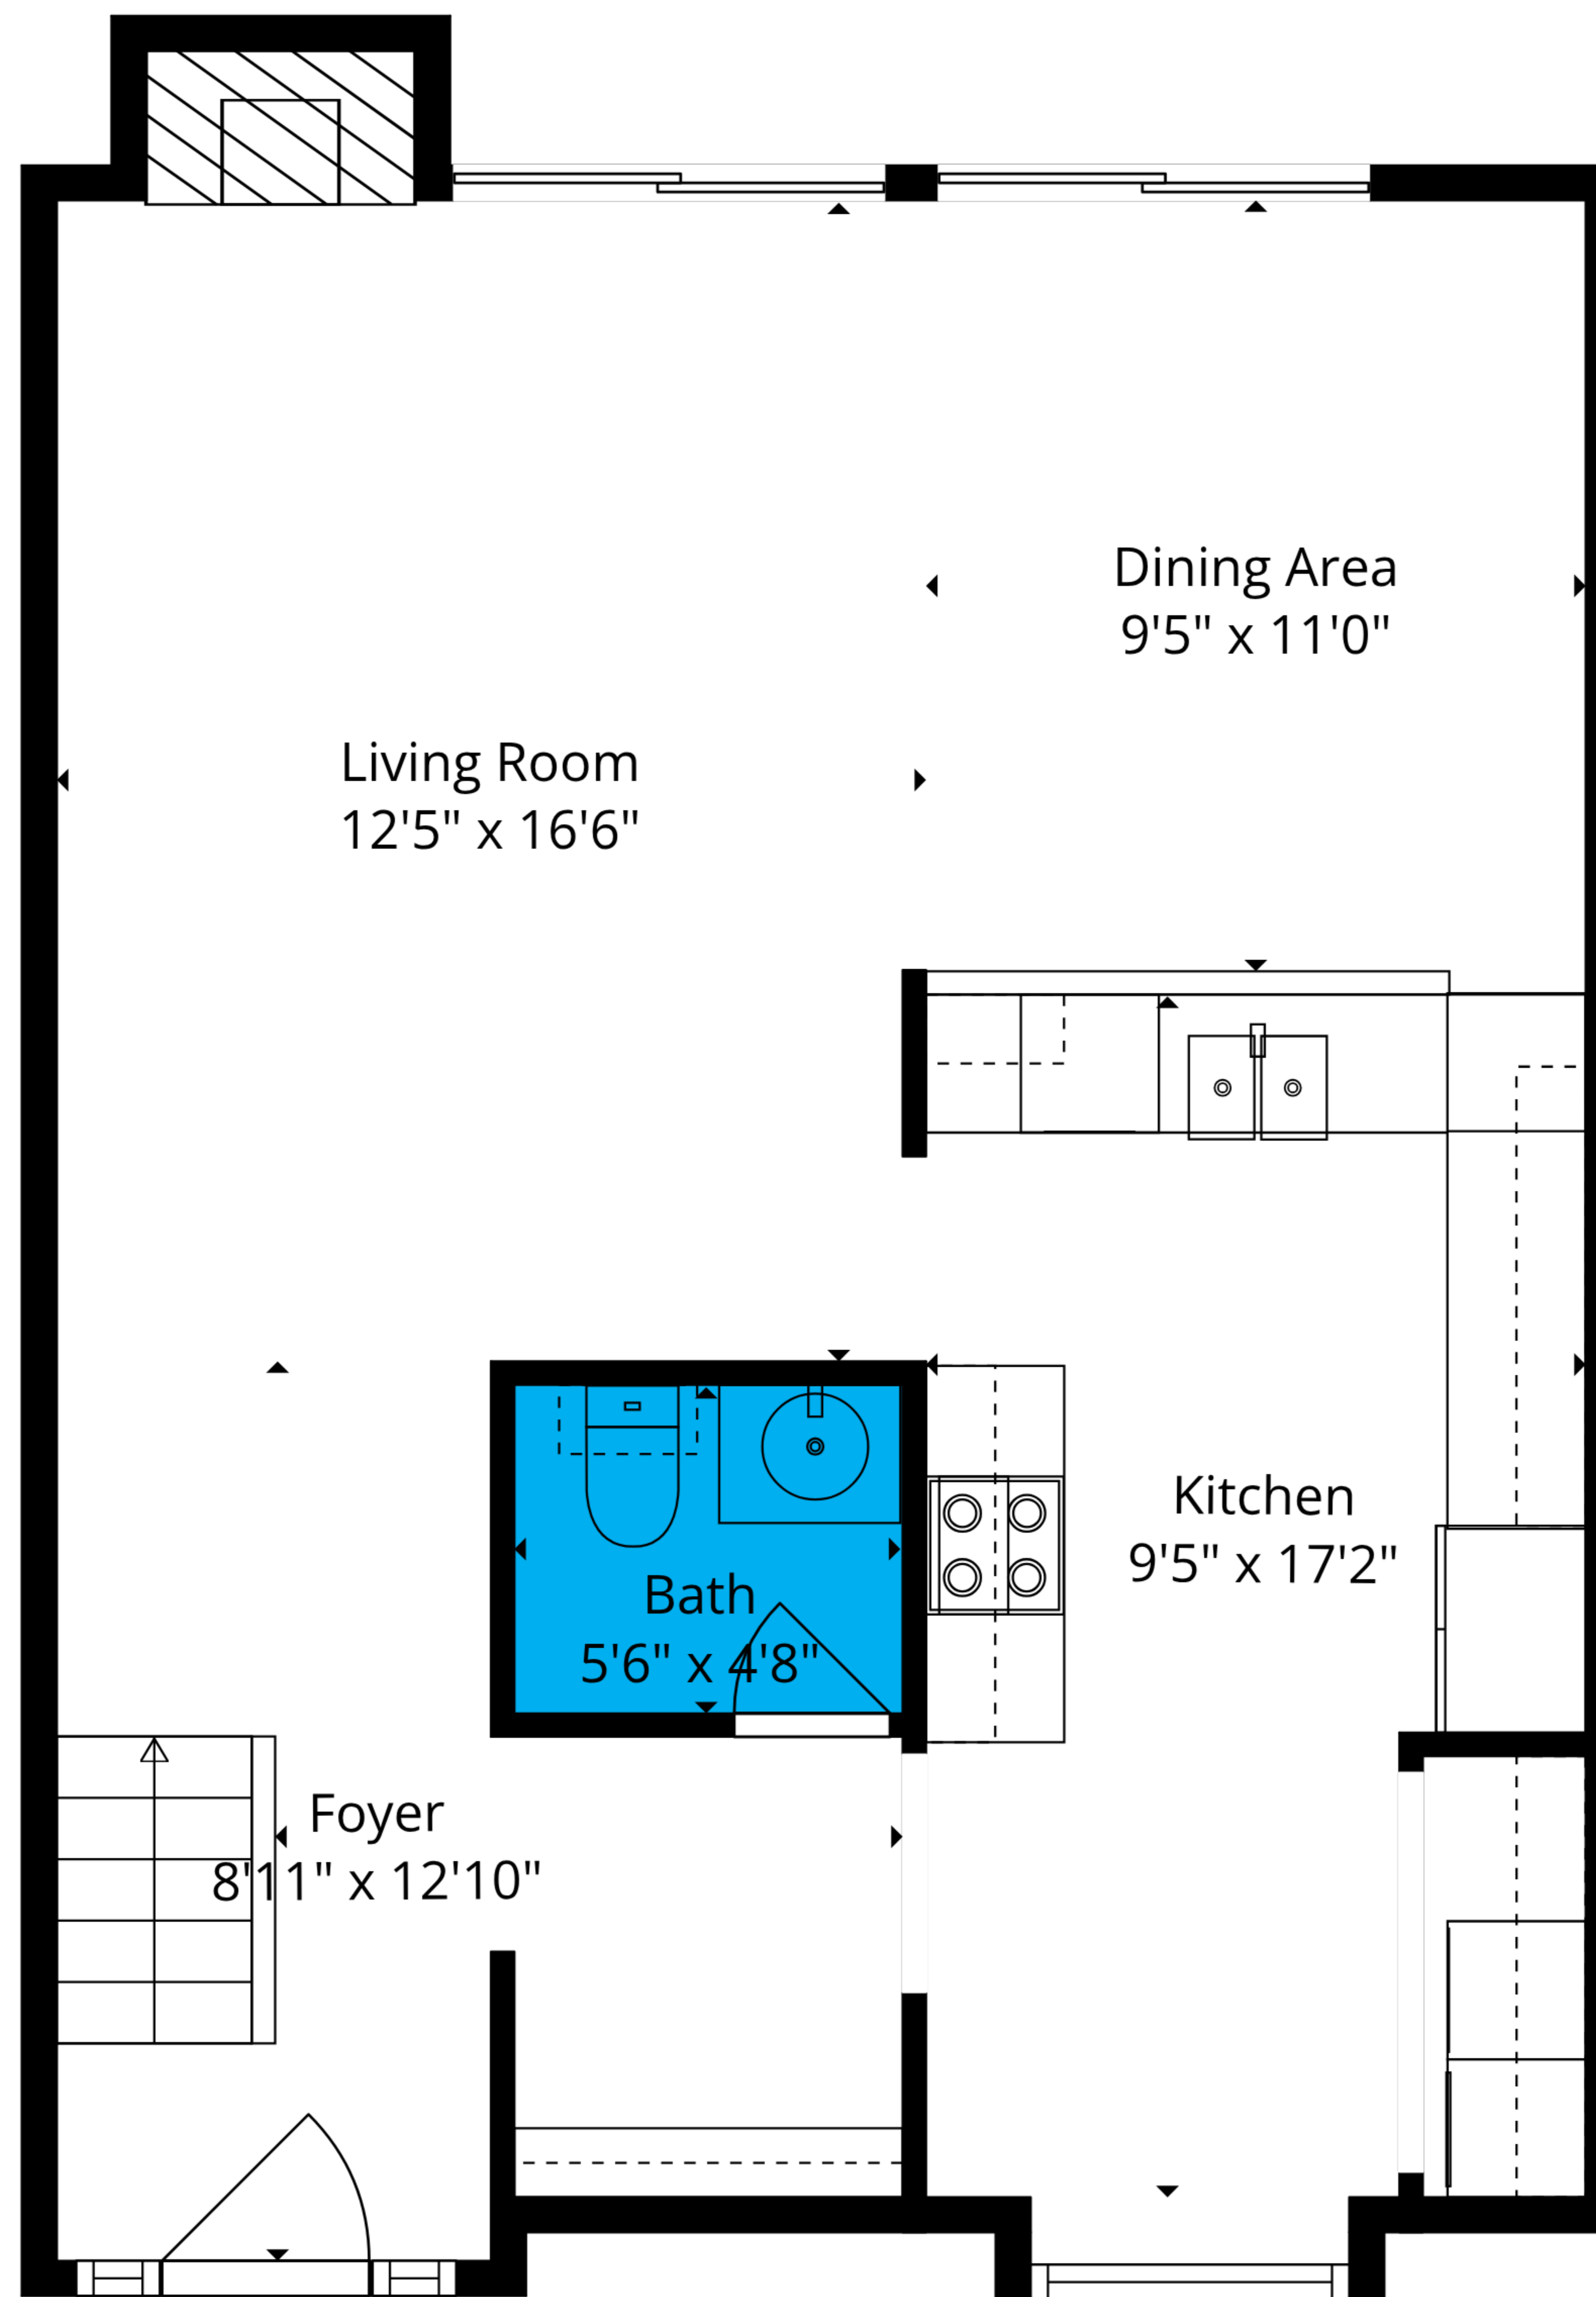 Dining Area
9'5" x 11'0"
Living Room
12'5" x 16'6"
Kitchen
9'5" x 17'2"
Bath
5'6" x 4'8"
Foyer
8'11" x 12'10"